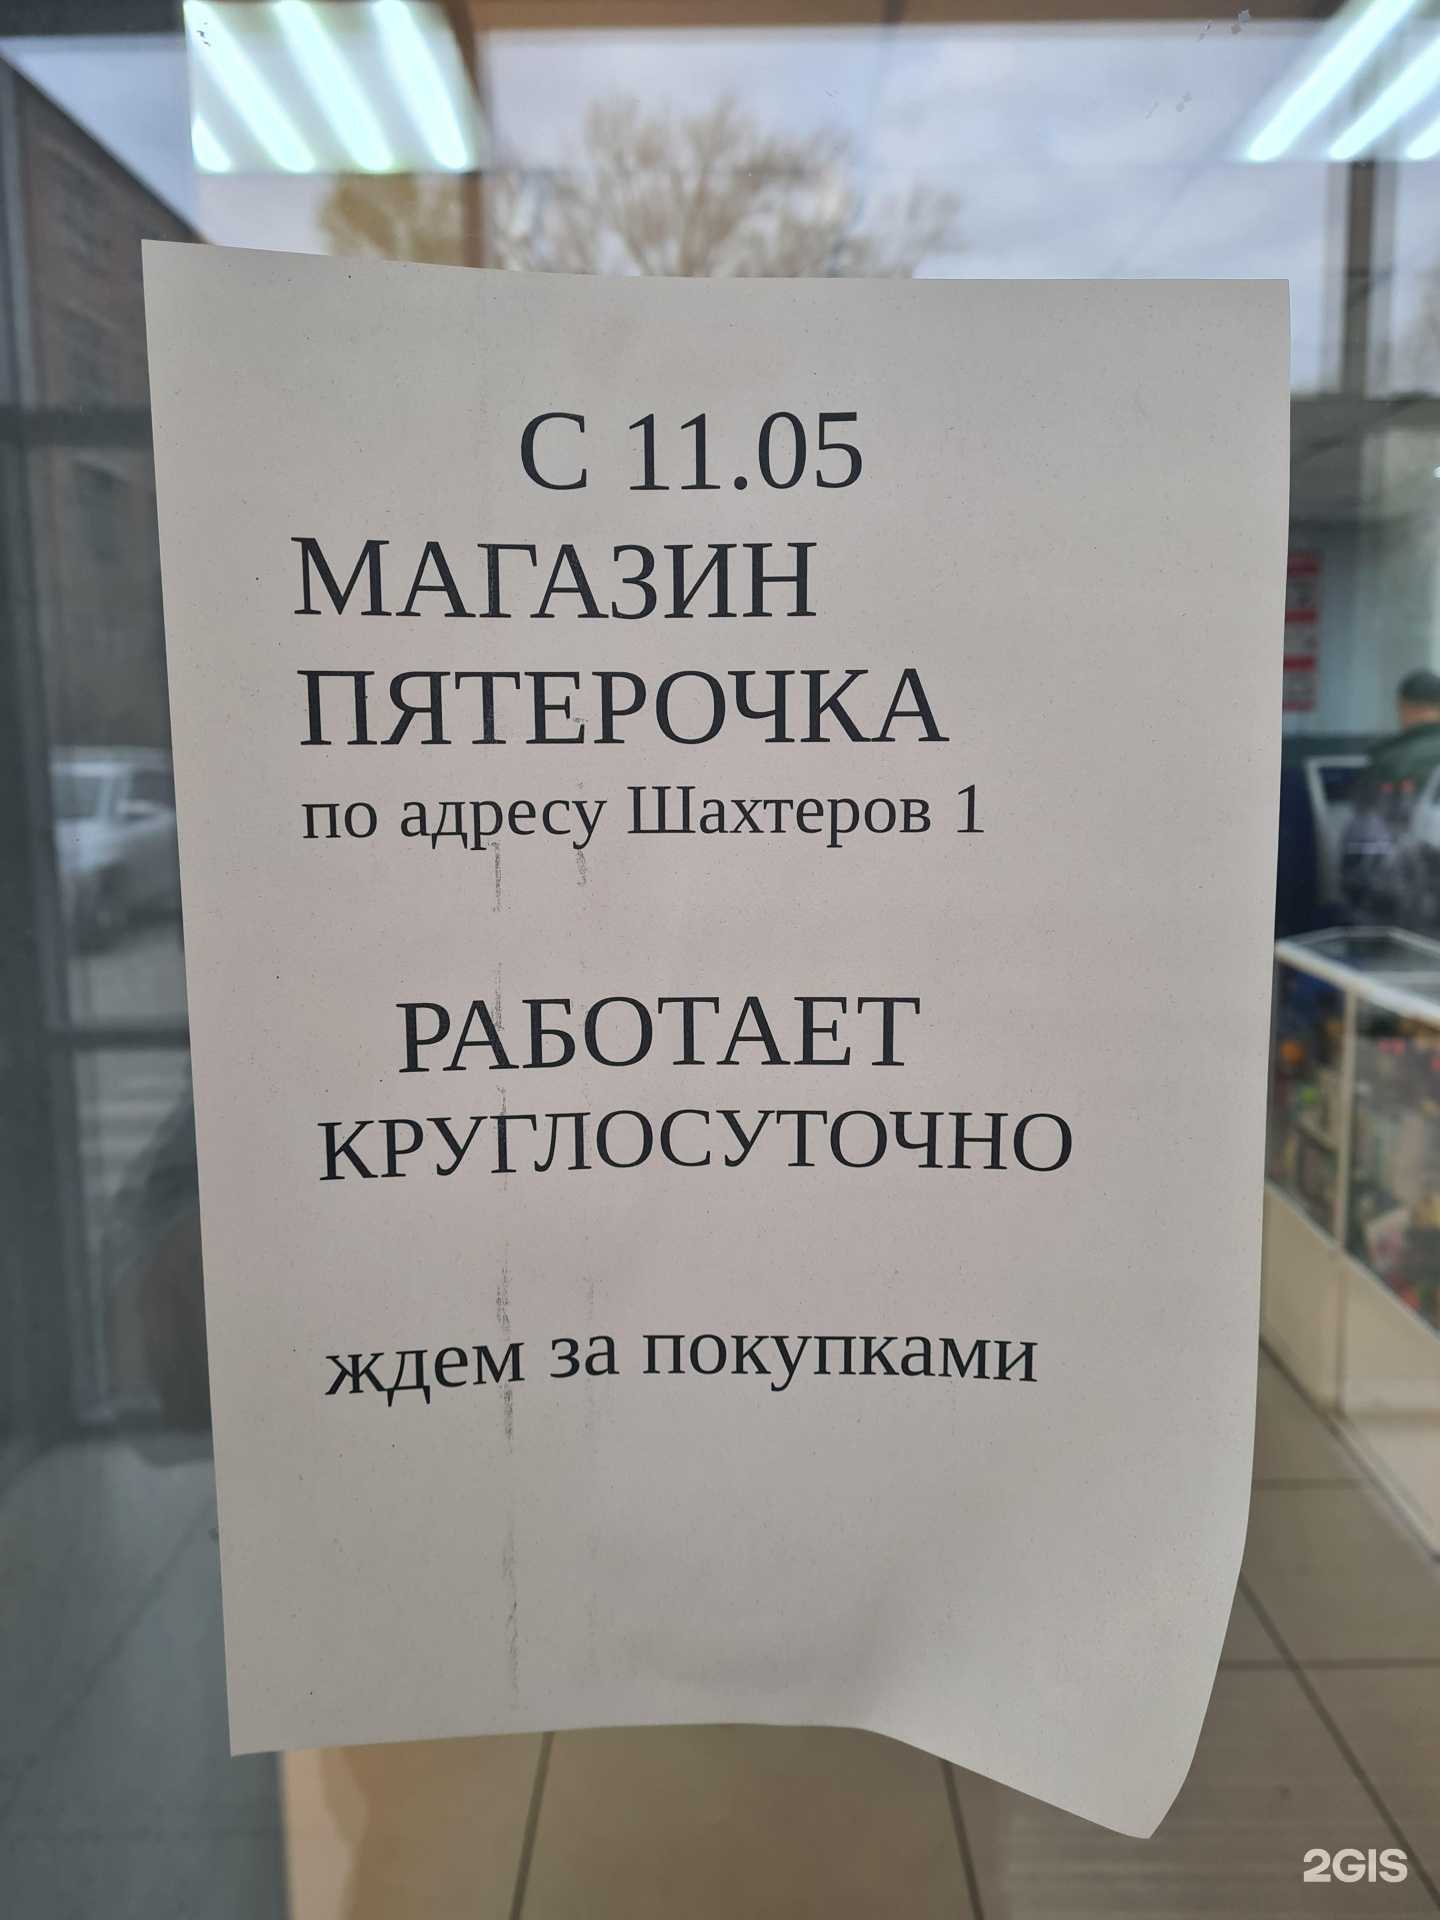 С 11.05
МАГАЗИН
ПЯТЕРОЧКА
по адресу Шахтеров 1
РАБОТАЕТ
КРУГЛОСУТОЧНО
ждем за покупками
2GIS